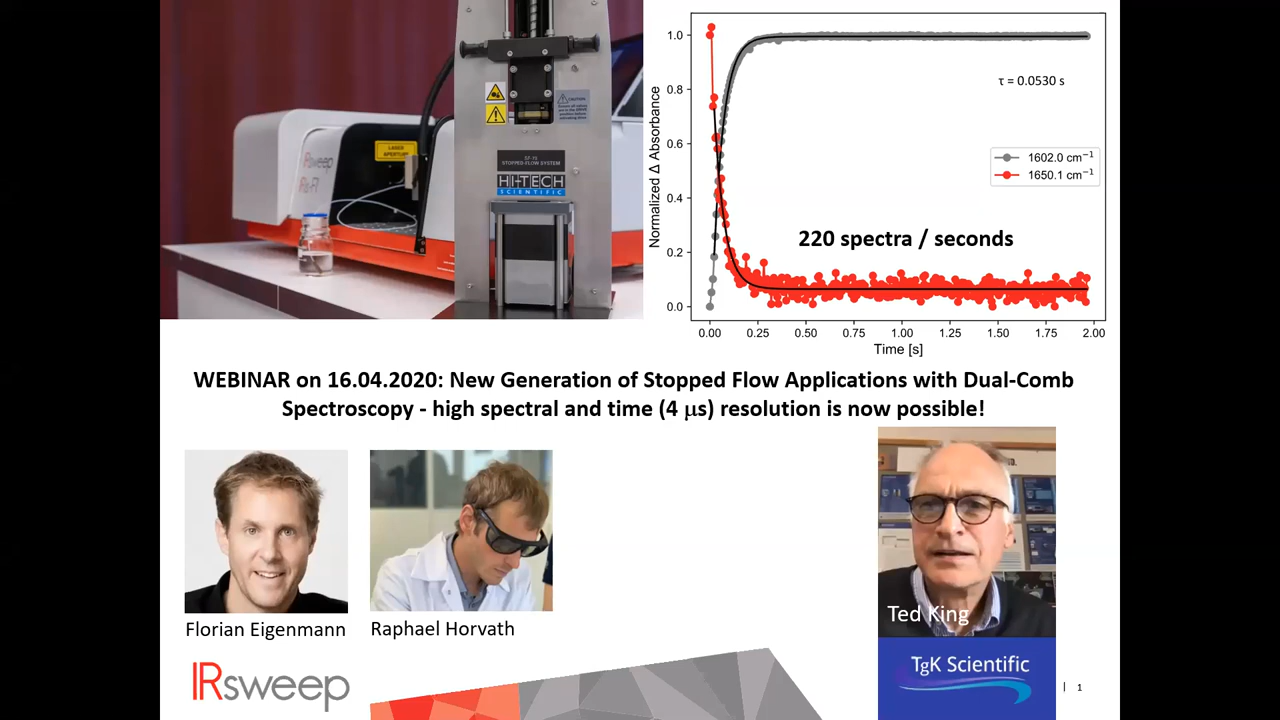 LASER
APERTURE
IRsweep
IRis-F1
CAUTION
SF-73
STOPPED-FLOW SYSTEM
HI-TECH
SCIENTIFIC
Normalized Δ Absorbance
1.0
0.8
0.6
0.4
0.2
0.0
τ = 0.0530 s
1602.0 cm⁻¹
1650.1 cm⁻¹
220 spectra / seconds
0.00 0.25 0.50 0.75 1.00 1.25 1.50 1.75 2.00
Time [s]
WEBINAR on 16.04.2020: New Generation of Stopped Flow Applications with Dual-Comb
Spectroscopy - high spectral and time (4 μs) resolution is now possible!
Florian Eigenmann
Raphael Horvath
Ted King
IRsweep
TgK Scientific
| 1